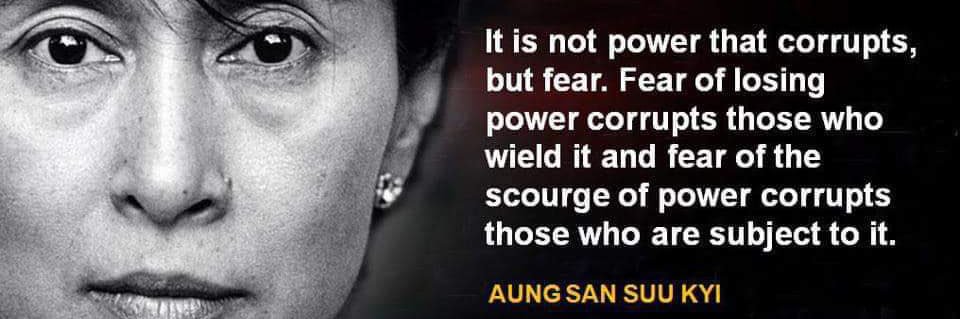 It is not power that corrupts,
but fear. Fear of losing
power corrupts those who
wield it and fear of the
scourge of power corrupts
those who are subject to it.
AUNG SAN SUU KYI